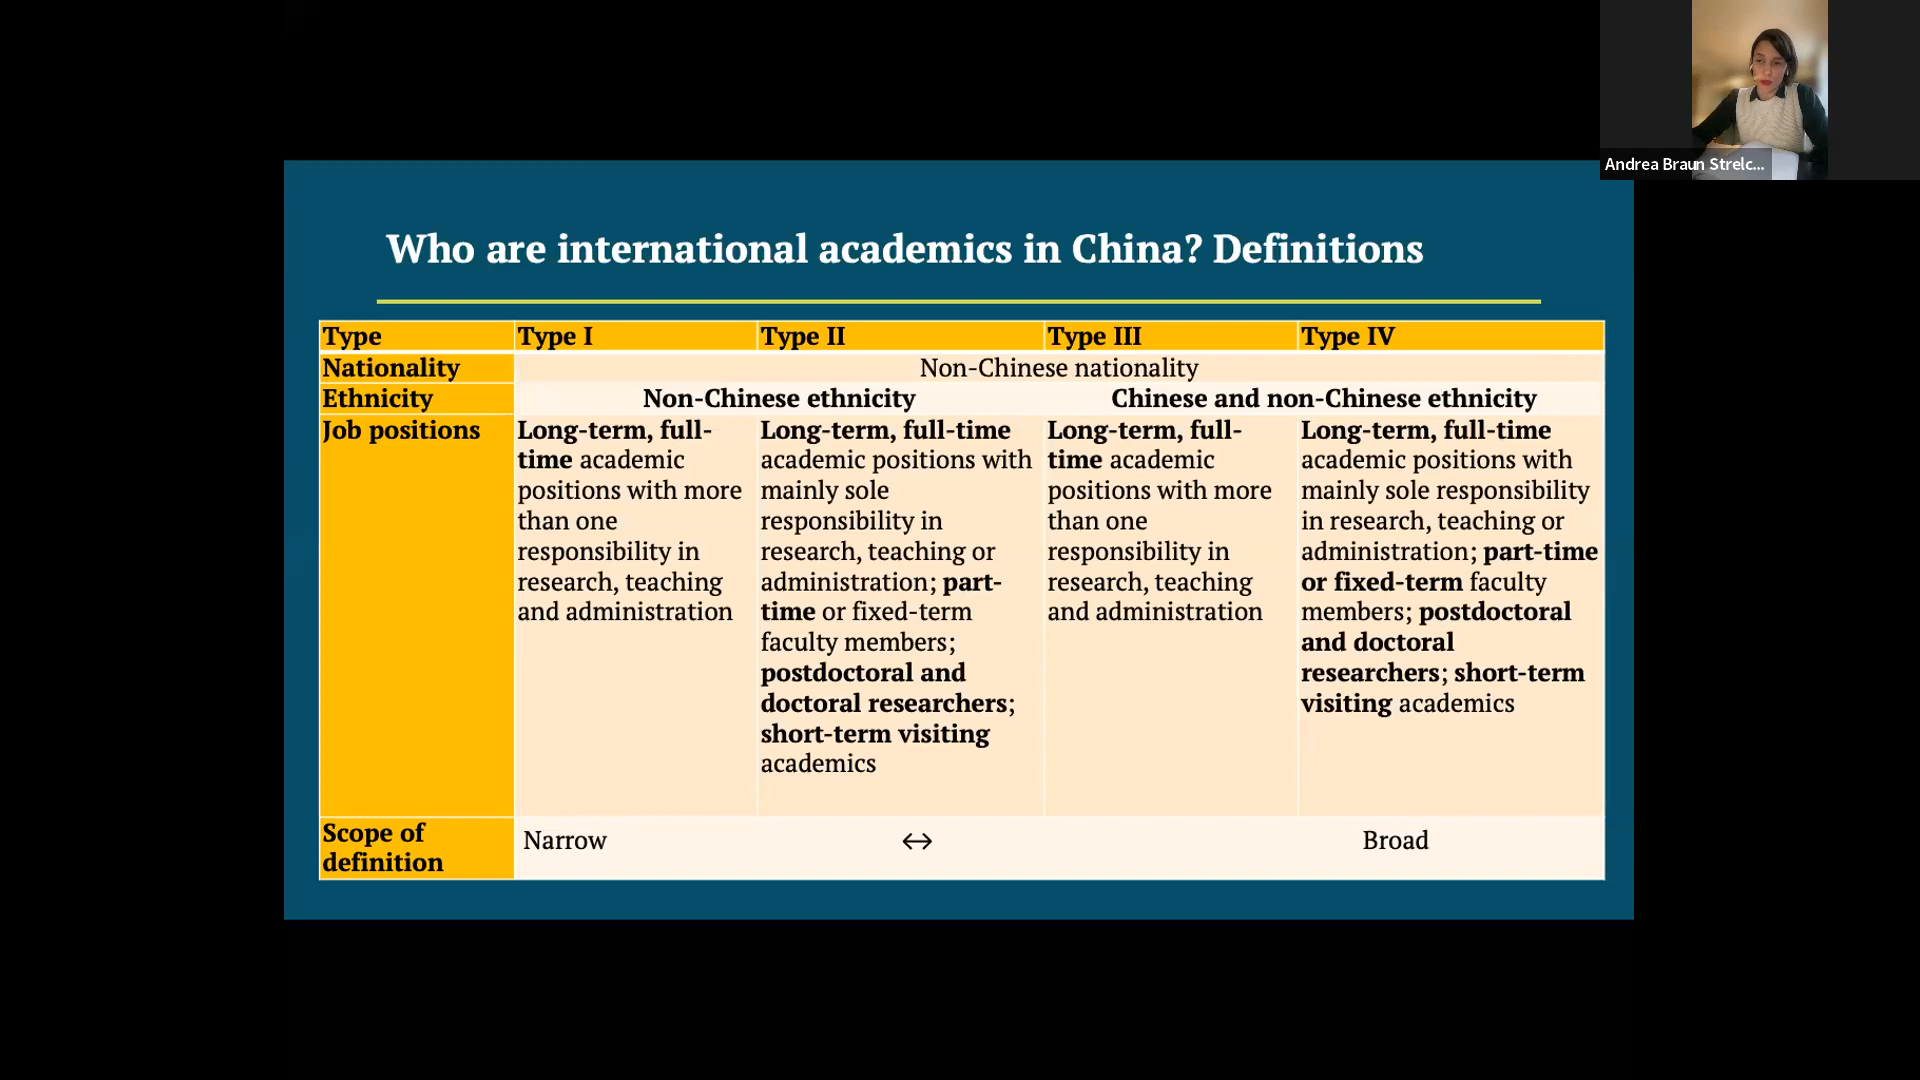 Andrea Braun Strelc...
Who are international academics in China? Definitions
Type
Type I
Type II
Type III
Type IV
Nationality
Non-Chinese nationality
Ethnicity
Non-Chinese ethnicity
Chinese and non-Chinese ethnicity
Job positions
Long-term, full-
time academic
positions with more
than one
responsibility in
research, teaching
and administration
Long-term, full-time
academic positions with
mainly sole
responsibility in
research, teaching or
administration; part-
time or fixed-term
faculty members;
postdoctoral and
doctoral researchers;
short-term visiting
academics
Long-term, full-
time academic
positions with more
than one
responsibility in
research, teaching
and administration
Long-term, full-time
academic positions with
mainly sole responsibility
in research, teaching or
administration; part-time
or fixed-term faculty
members; postdoctoral
and doctoral
researchers; short-term
visiting academics
Scope of
definition
Narrow
↔
Broad